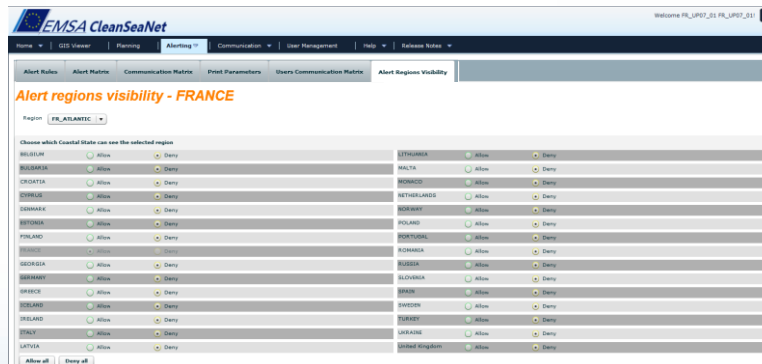 Welcome FR_UP07_01 FR_UP07_01!
EMSA CleanSeaNet
Home GIS Viewer Planning Alerting Communication User Management Help Release Notes
Alert Rules Alert Matrix Communication Matrix Print Parameters Users Communication Matrix Alert Regions Visibility
Alert regions visibility - FRANCE
Region FR_ATLANTIC
Choose which Coastal State can see the selected region
BELGIUM Allow Deny LITHUANIA Allow Deny
BULGARIA Allow Deny MALTA Allow Deny
CROATIA Allow Deny MONACO Allow Deny
CYPRUS Allow Deny NETHERLANDS Allow Deny
DENMARK Allow Deny NORWAY Allow Deny
ESTONIA Allow Deny POLAND Allow Deny
FINLAND Allow Deny PORTUGAL Allow Deny
FRANCE Allow Deny ROMANIA Allow Deny
GEORGIA Allow Deny RUSSIA Allow Deny
GERMANY Allow Deny SLOVENIA Allow Deny
GREECE Allow Deny SPAIN Allow Deny
ICELAND Allow Deny SWEDEN Allow Deny
IRELAND Allow Deny TURKEY Allow Deny
ITALY Allow Deny UKRAINE Allow Deny
LATVIA Allow Deny United Kingdom Allow Deny
Allow all Deny all